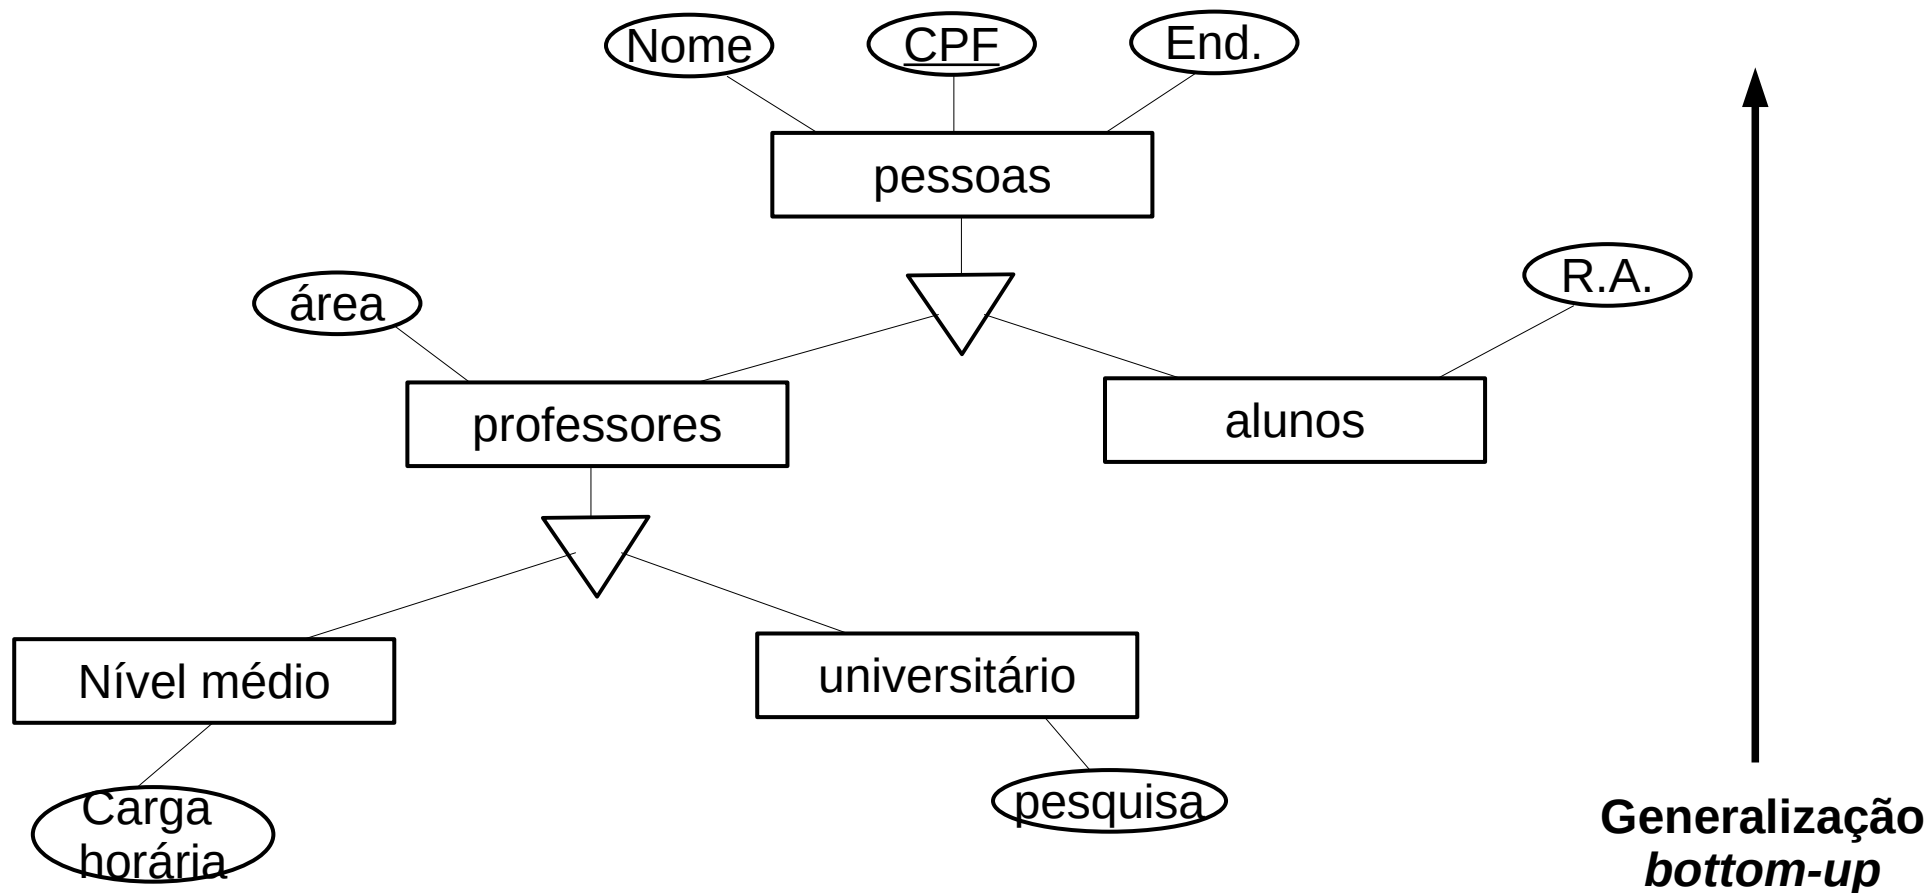 Nome
CPF
End.
pessoas
área
R.A.
professores
alunos
Nível médio
universitário
Carga
horária
pesquisa
Generalização
bottom-up